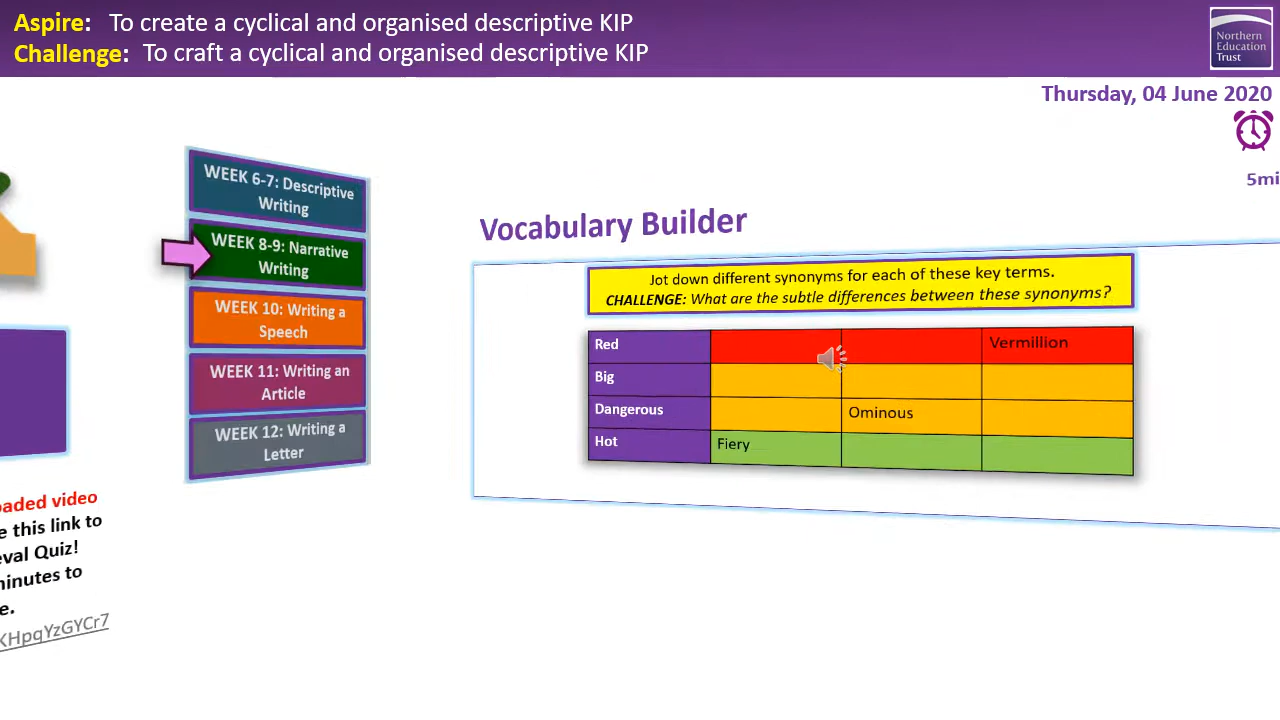 Aspire: To create a cyclical and organised descriptive KIP
Challenge: To craft a cyclical and organised descriptive KIP
Northern
Education
Trust
Thursday, 04 June 2020
5mi
WEEK 6-7: Descriptive
Writing
WEEK 8-9: Narrative
Writing
WEEK 10: Writing a
Speech
WEEK 11: Writing an
Article
WEEK 12: Writing a
Letter
Vocabulary Builder
Jot down different synonyms for each of these key terms.
CHALLENGE: What are the subtle differences between these synonyms?
Red Vermillion
Big
Dangerous Ominous
Hot Fiery
oaded video
e this link to
eval Quiz!
minutes to
e.
KHpqYzGYCr7